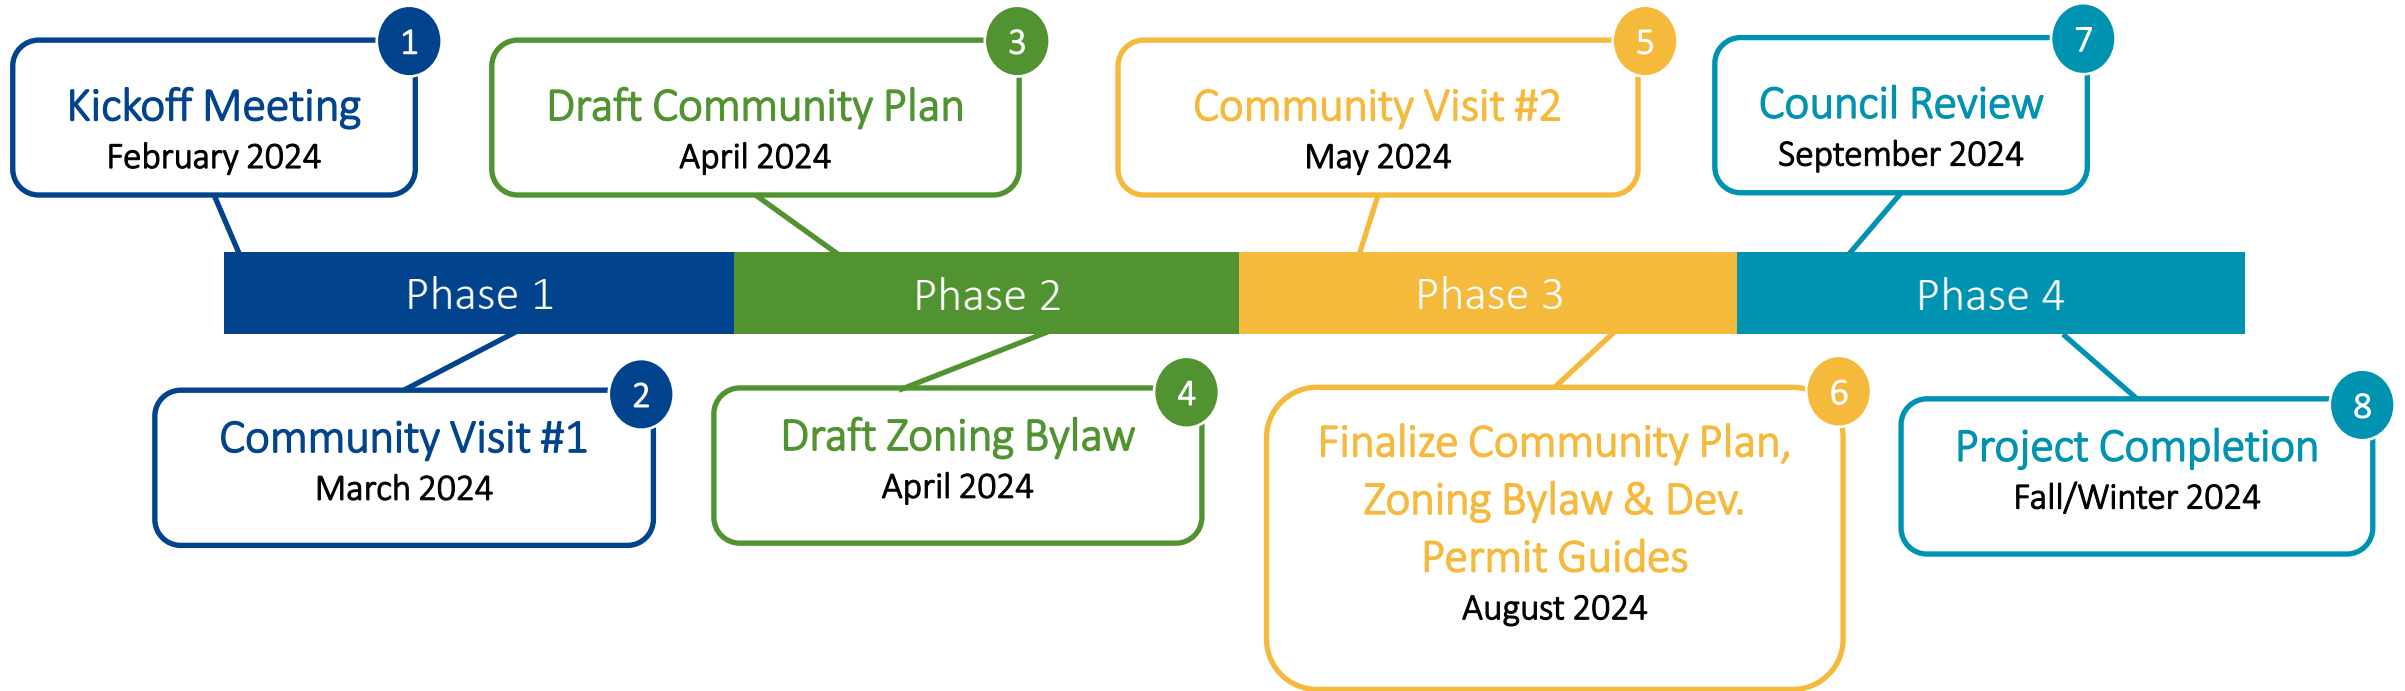 1
Kickoff Meeting
February 2024
3
Draft Community Plan
April 2024
5
Community Visit #2
May 2024
7
Council Review
September 2024
Phase 1
Phase 2
Phase 3
Phase 4
2
Community Visit #1
March 2024
4
Draft Zoning Bylaw
April 2024
6
Finalize Community Plan,
Zoning Bylaw & Dev.
Permit Guides
August 2024
8
Project Completion
Fall/Winter 2024